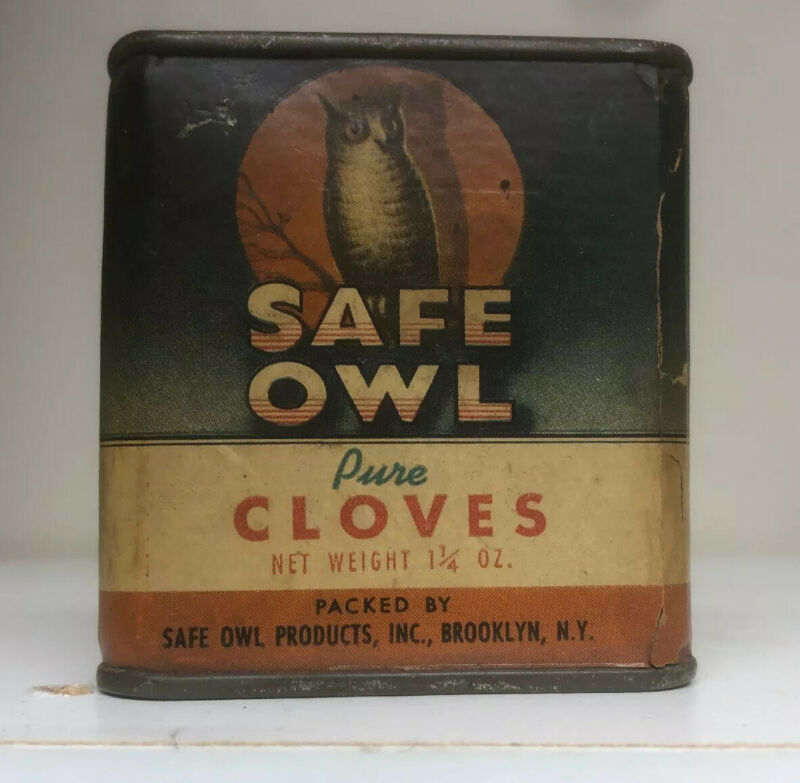 SAFE
OWL
Pure
CLOVES
NET WEIGHT 1¼ OZ.
PACKED BY
SAFE OWL PRODUCTS, INC., BROOKLYN, N.Y.